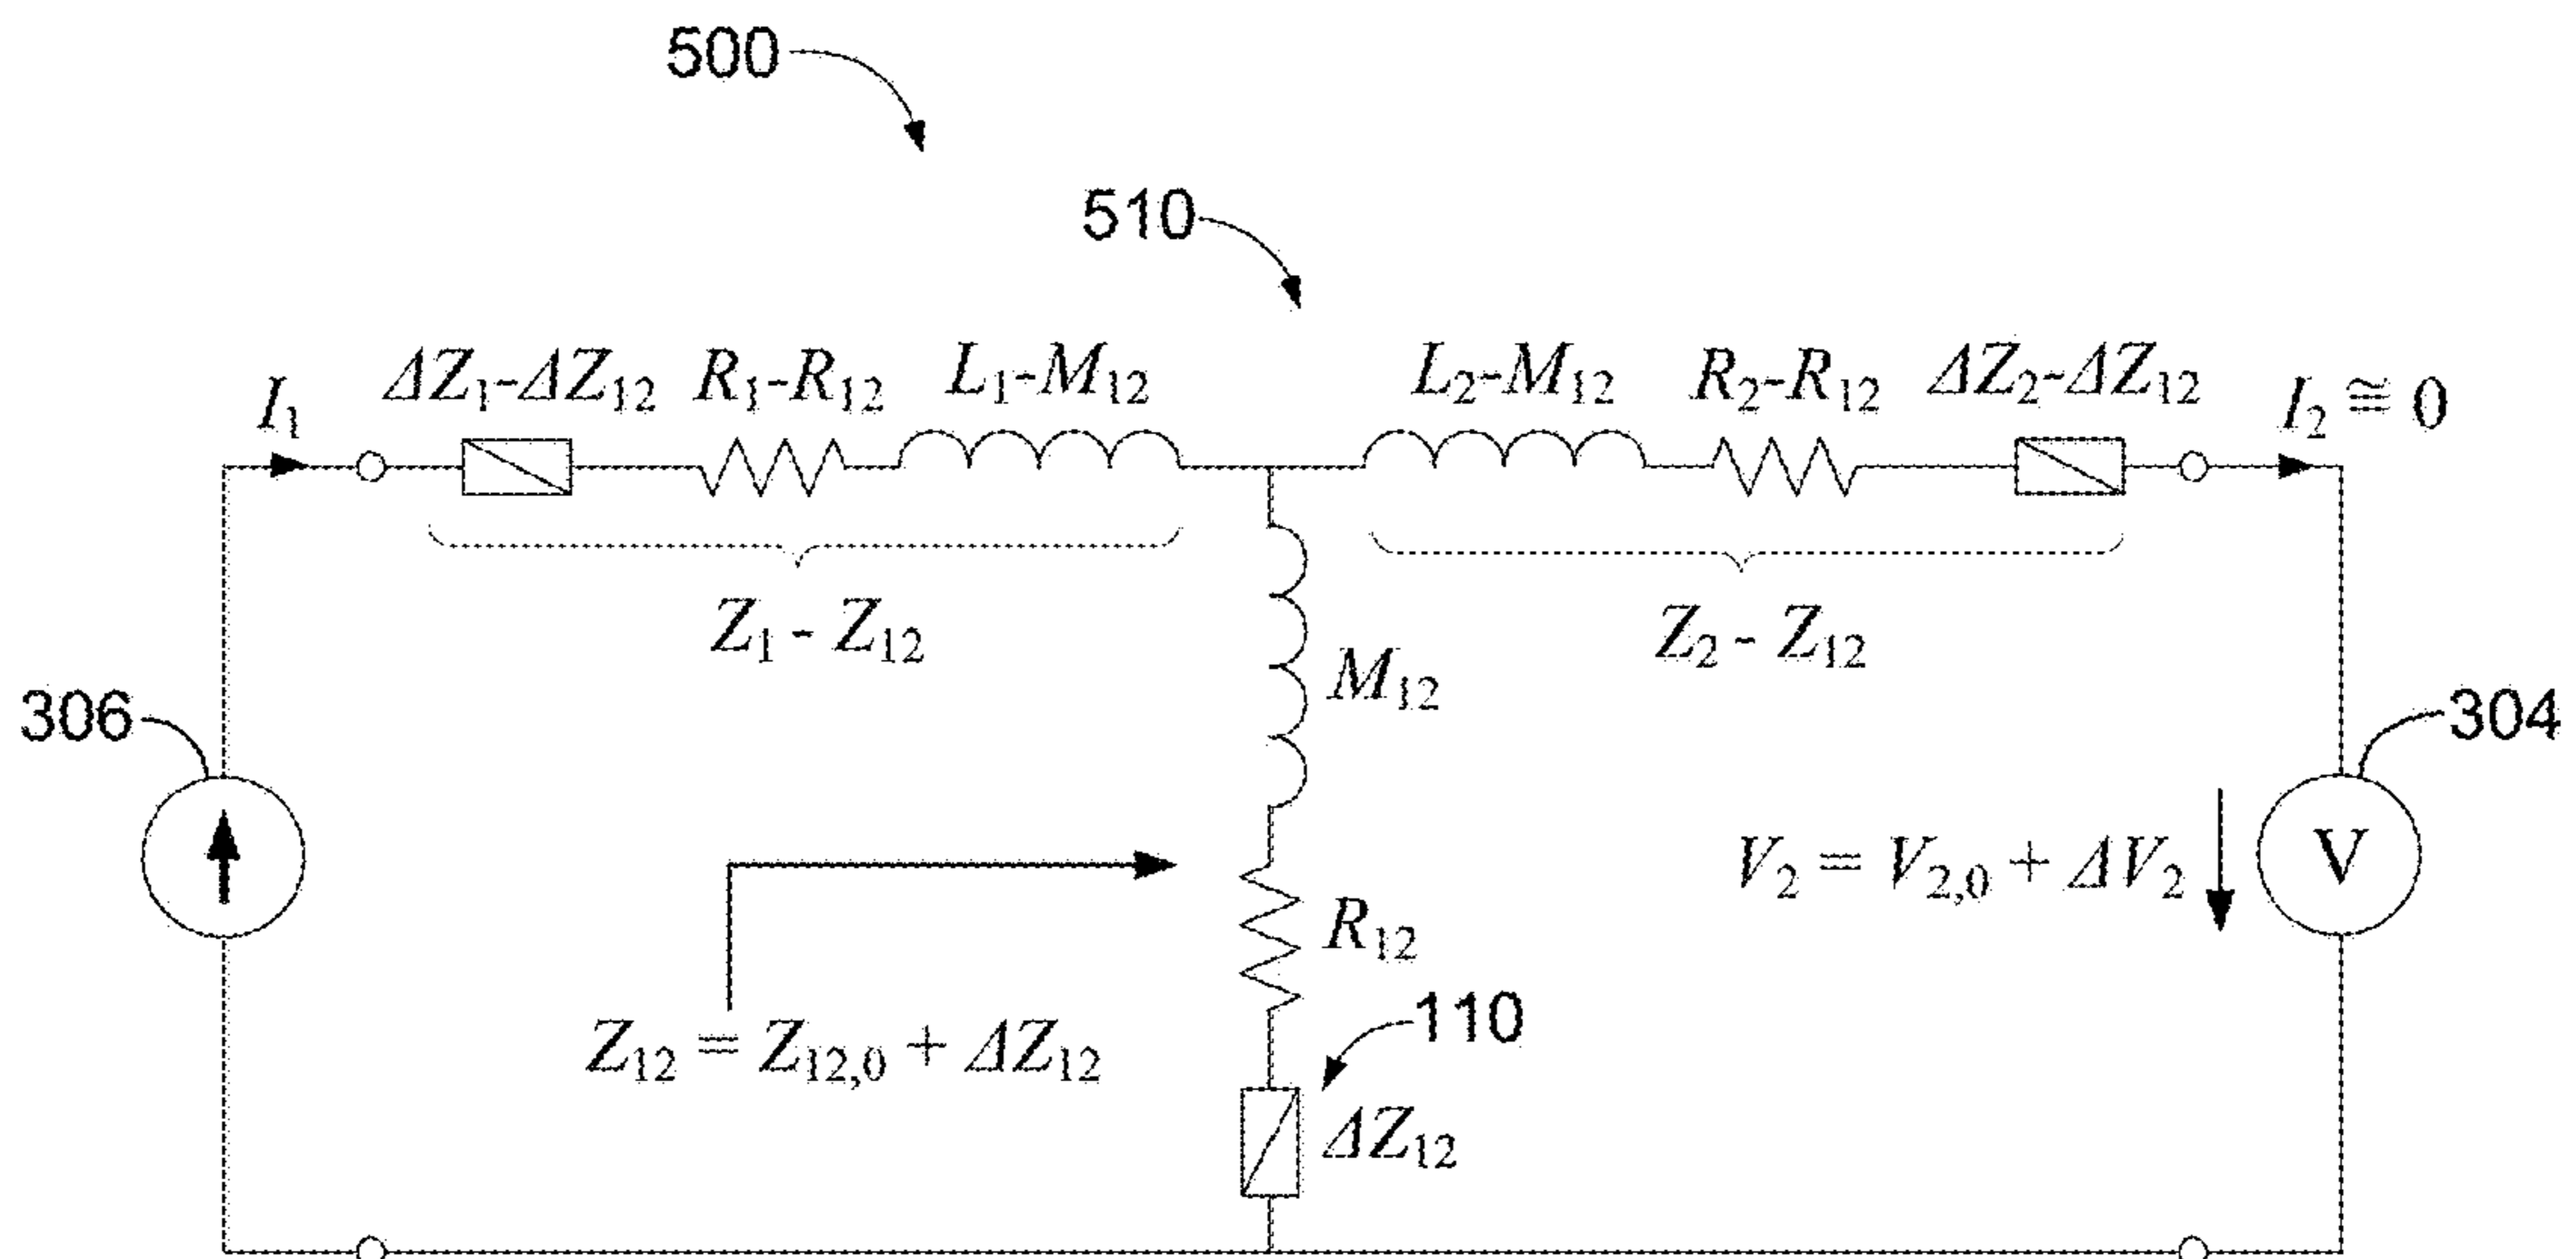 500
510
I₁
ΔZ₁-ΔZ₁₂
R₁-R₁₂
L₁-M₁₂
L₂-M₁₂
R₂-R₁₂
ΔZ₂-ΔZ₁₂
I₂ ≅ 0
Z₁ - Z₁₂
Z₂ - Z₁₂
M₁₂
306
304
V₂ = V₂,₀ + ΔV₂
V
R₁₂
Z₁₂ = Z₁₂,₀ + ΔZ₁₂
110
ΔZ₁₂